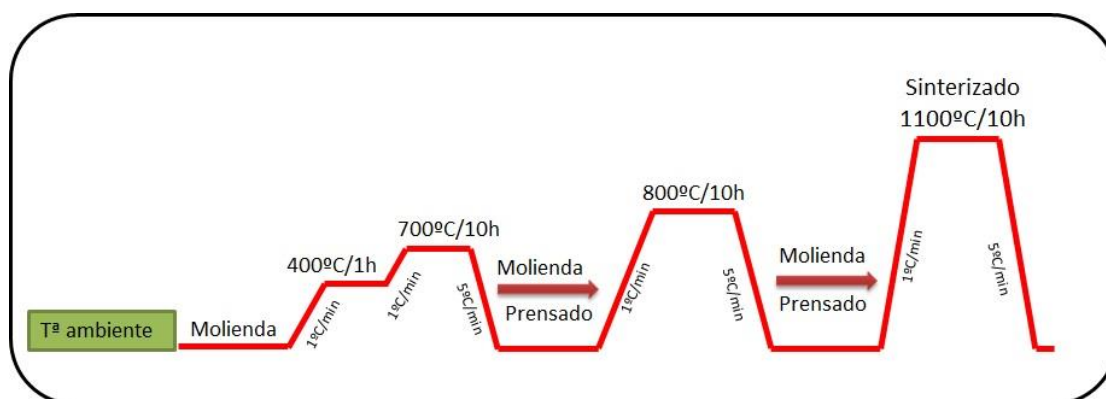 Tª ambiente
Molienda
1ºC/min
400ºC/1h
1ºC/min
700ºC/10h
5ºC/min
Molienda
Prensado
1ºC/min
800ºC/10h
5ºC/min
Molienda
Prensado
1ºC/min
Sinterizado
1100ºC/10h
5ºC/min